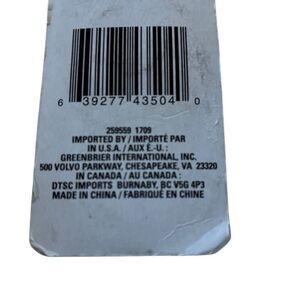 6 39277 43504 0
259559 1709
IMPORTED BY / IMPORTÉ PAR
IN U.S.A. / AUX É.-U. :
GREENBRIER INTERNATIONAL, INC.
500 VOLVO PARKWAY, CHESAPEAKE, VA 23320
IN CANADA / AU CANADA :
DTSC IMPORTS BURNABY, BC V5G 4P3
MADE IN CHINA / FABRIQUÉ EN CHINE